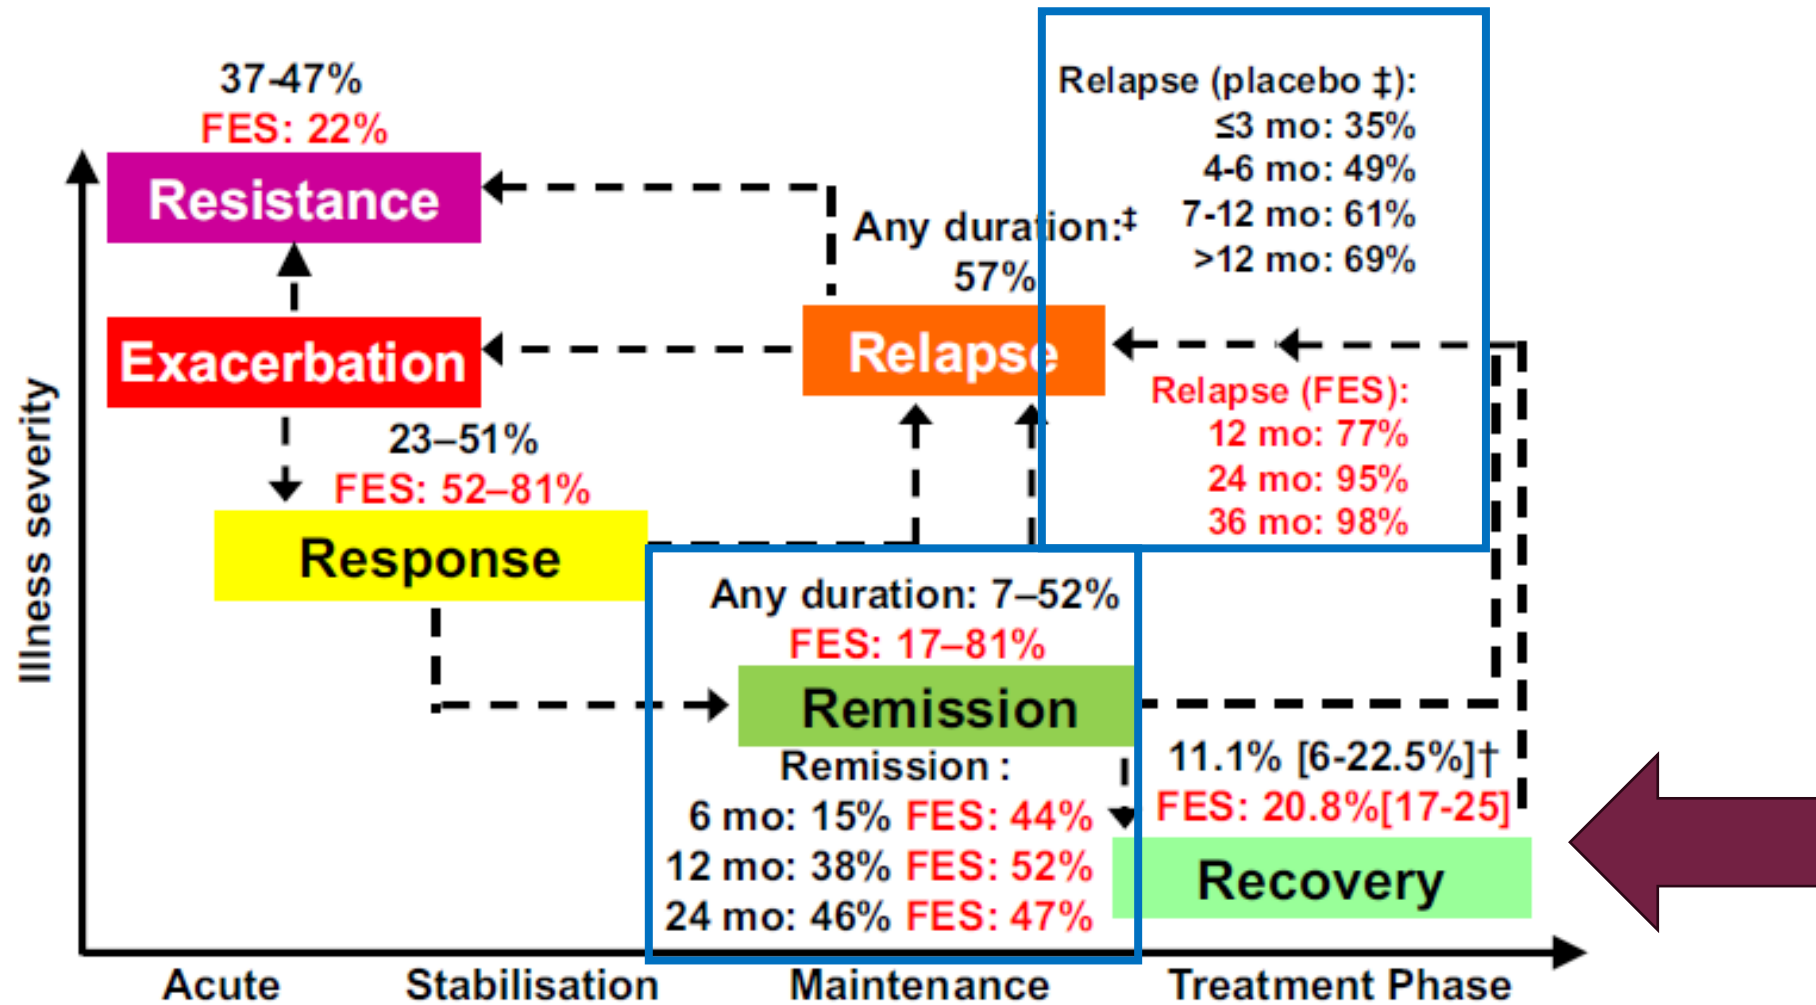 37-47%
FES: 22%
Resistance
Exacerbation
23–51%
FES: 52–81%
Response
Any duration:‡
57%
Relapse
Relapse (placebo ‡):
≤3 mo: 35%
4-6 mo: 49%
7-12 mo: 61%
>12 mo: 69%
Relapse (FES):
12 mo: 77%
24 mo: 95%
36 mo: 98%
Any duration: 7–52%
FES: 17–81%
Remission
Remission :
6 mo: 15% FES: 44%
12 mo: 38% FES: 52%
24 mo: 46% FES: 47%
11.1% [6-22.5%]†
FES: 20.8%[17-25]
Recovery
Illness severity
Acute Stabilisation Maintenance Treatment Phase